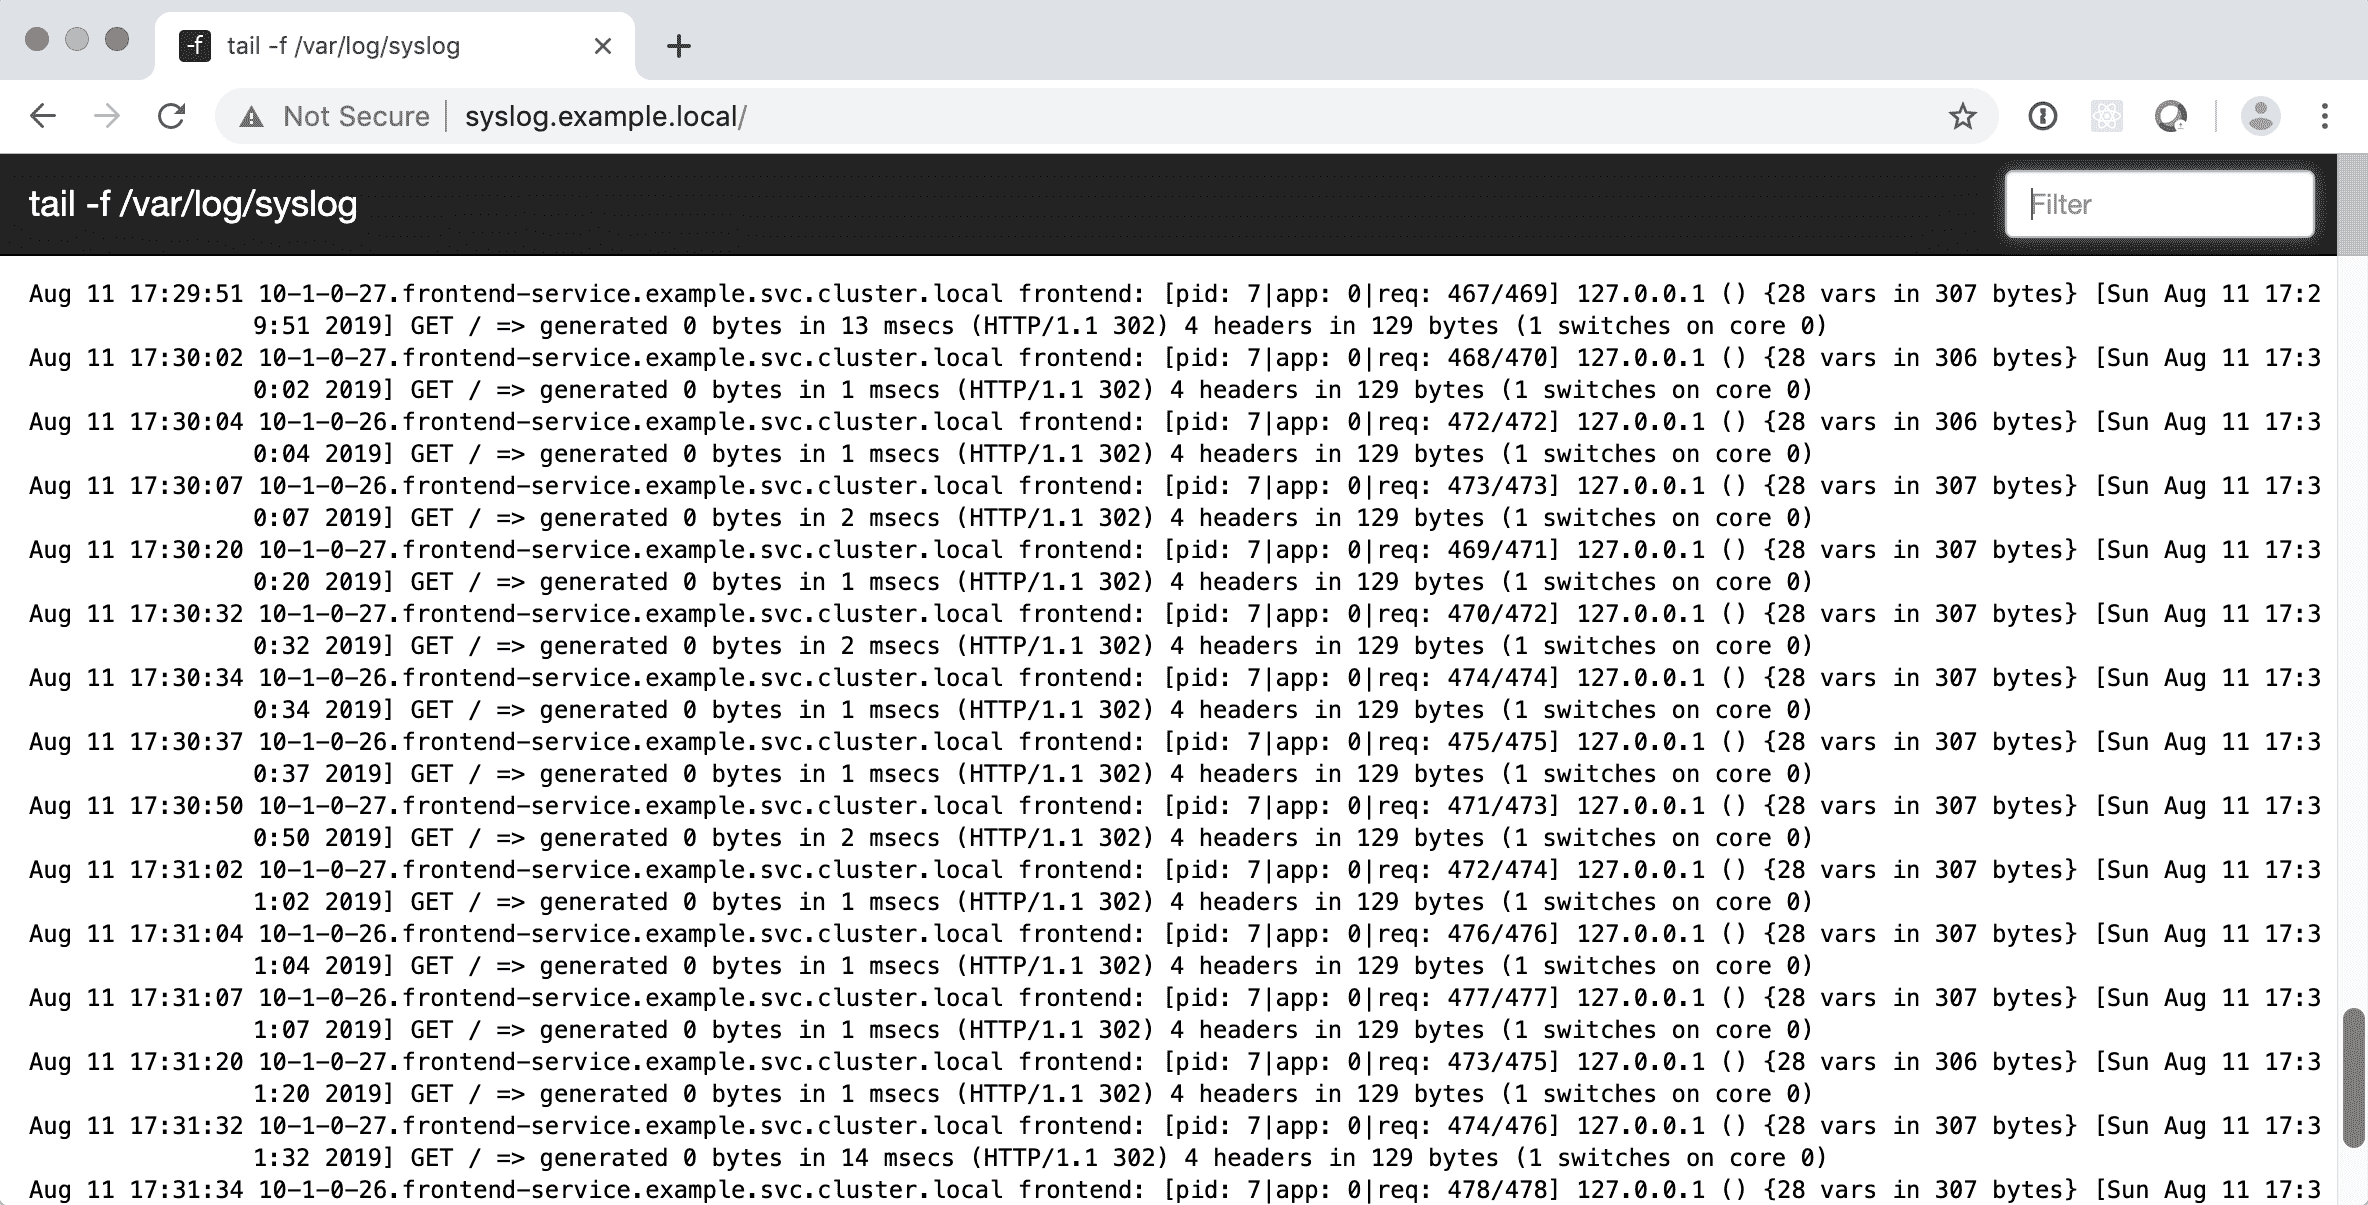 -f tail -f /var/log/syslog
Not Secure syslog.example.local/
tail -f /var/log/syslog Filter
Aug 11 17:29:51 10-1-0-27.frontend-service.example.svc.cluster.local frontend: [pid: 7|app: 0|req: 467/469] 127.0.0.1 () {28 vars in 307 bytes} [Sun Aug 11 17:2
9:51 2019] GET / => generated 0 bytes in 13 msecs (HTTP/1.1 302) 4 headers in 129 bytes (1 switches on core 0)
Aug 11 17:30:02 10-1-0-27.frontend-service.example.svc.cluster.local frontend: [pid: 7|app: 0|req: 468/470] 127.0.0.1 () {28 vars in 306 bytes} [Sun Aug 11 17:3
0:02 2019] GET / => generated 0 bytes in 1 msecs (HTTP/1.1 302) 4 headers in 129 bytes (1 switches on core 0)
Aug 11 17:30:04 10-1-0-26.frontend-service.example.svc.cluster.local frontend: [pid: 7|app: 0|req: 472/472] 127.0.0.1 () {28 vars in 306 bytes} [Sun Aug 11 17:3
0:04 2019] GET / => generated 0 bytes in 1 msecs (HTTP/1.1 302) 4 headers in 129 bytes (1 switches on core 0)
Aug 11 17:30:07 10-1-0-26.frontend-service.example.svc.cluster.local frontend: [pid: 7|app: 0|req: 473/473] 127.0.0.1 () {28 vars in 307 bytes} [Sun Aug 11 17:3
0:07 2019] GET / => generated 0 bytes in 2 msecs (HTTP/1.1 302) 4 headers in 129 bytes (1 switches on core 0)
Aug 11 17:30:20 10-1-0-27.frontend-service.example.svc.cluster.local frontend: [pid: 7|app: 0|req: 469/471] 127.0.0.1 () {28 vars in 307 bytes} [Sun Aug 11 17:3
0:20 2019] GET / => generated 0 bytes in 1 msecs (HTTP/1.1 302) 4 headers in 129 bytes (1 switches on core 0)
Aug 11 17:30:32 10-1-0-27.frontend-service.example.svc.cluster.local frontend: [pid: 7|app: 0|req: 470/472] 127.0.0.1 () {28 vars in 307 bytes} [Sun Aug 11 17:3
0:32 2019] GET / => generated 0 bytes in 2 msecs (HTTP/1.1 302) 4 headers in 129 bytes (1 switches on core 0)
Aug 11 17:30:34 10-1-0-26.frontend-service.example.svc.cluster.local frontend: [pid: 7|app: 0|req: 474/474] 127.0.0.1 () {28 vars in 307 bytes} [Sun Aug 11 17:3
0:34 2019] GET / => generated 0 bytes in 1 msecs (HTTP/1.1 302) 4 headers in 129 bytes (1 switches on core 0)
Aug 11 17:30:37 10-1-0-26.frontend-service.example.svc.cluster.local frontend: [pid: 7|app: 0|req: 475/475] 127.0.0.1 () {28 vars in 307 bytes} [Sun Aug 11 17:3
0:37 2019] GET / => generated 0 bytes in 1 msecs (HTTP/1.1 302) 4 headers in 129 bytes (1 switches on core 0)
Aug 11 17:30:50 10-1-0-27.frontend-service.example.svc.cluster.local frontend: [pid: 7|app: 0|req: 471/473] 127.0.0.1 () {28 vars in 307 bytes} [Sun Aug 11 17:3
0:50 2019] GET / => generated 0 bytes in 2 msecs (HTTP/1.1 302) 4 headers in 129 bytes (1 switches on core 0)
Aug 11 17:31:02 10-1-0-27.frontend-service.example.svc.cluster.local frontend: [pid: 7|app: 0|req: 472/474] 127.0.0.1 () {28 vars in 307 bytes} [Sun Aug 11 17:3
1:02 2019] GET / => generated 0 bytes in 1 msecs (HTTP/1.1 302) 4 headers in 129 bytes (1 switches on core 0)
Aug 11 17:31:04 10-1-0-26.frontend-service.example.svc.cluster.local frontend: [pid: 7|app: 0|req: 476/476] 127.0.0.1 () {28 vars in 307 bytes} [Sun Aug 11 17:3
1:04 2019] GET / => generated 0 bytes in 1 msecs (HTTP/1.1 302) 4 headers in 129 bytes (1 switches on core 0)
Aug 11 17:31:07 10-1-0-26.frontend-service.example.svc.cluster.local frontend: [pid: 7|app: 0|req: 477/477] 127.0.0.1 () {28 vars in 307 bytes} [Sun Aug 11 17:3
1:07 2019] GET / => generated 0 bytes in 1 msecs (HTTP/1.1 302) 4 headers in 129 bytes (1 switches on core 0)
Aug 11 17:31:20 10-1-0-27.frontend-service.example.svc.cluster.local frontend: [pid: 7|app: 0|req: 473/475] 127.0.0.1 () {28 vars in 306 bytes} [Sun Aug 11 17:3
1:20 2019] GET / => generated 0 bytes in 1 msecs (HTTP/1.1 302) 4 headers in 129 bytes (1 switches on core 0)
Aug 11 17:31:32 10-1-0-27.frontend-service.example.svc.cluster.local frontend: [pid: 7|app: 0|req: 474/476] 127.0.0.1 () {28 vars in 307 bytes} [Sun Aug 11 17:3
1:32 2019] GET / => generated 0 bytes in 14 msecs (HTTP/1.1 302) 4 headers in 129 bytes (1 switches on core 0)
Aug 11 17:31:34 10-1-0-26.frontend-service.example.svc.cluster.local frontend: [pid: 7|app: 0|req: 478/478] 127.0.0.1 () {28 vars in 307 bytes} [Sun Aug 11 17:3